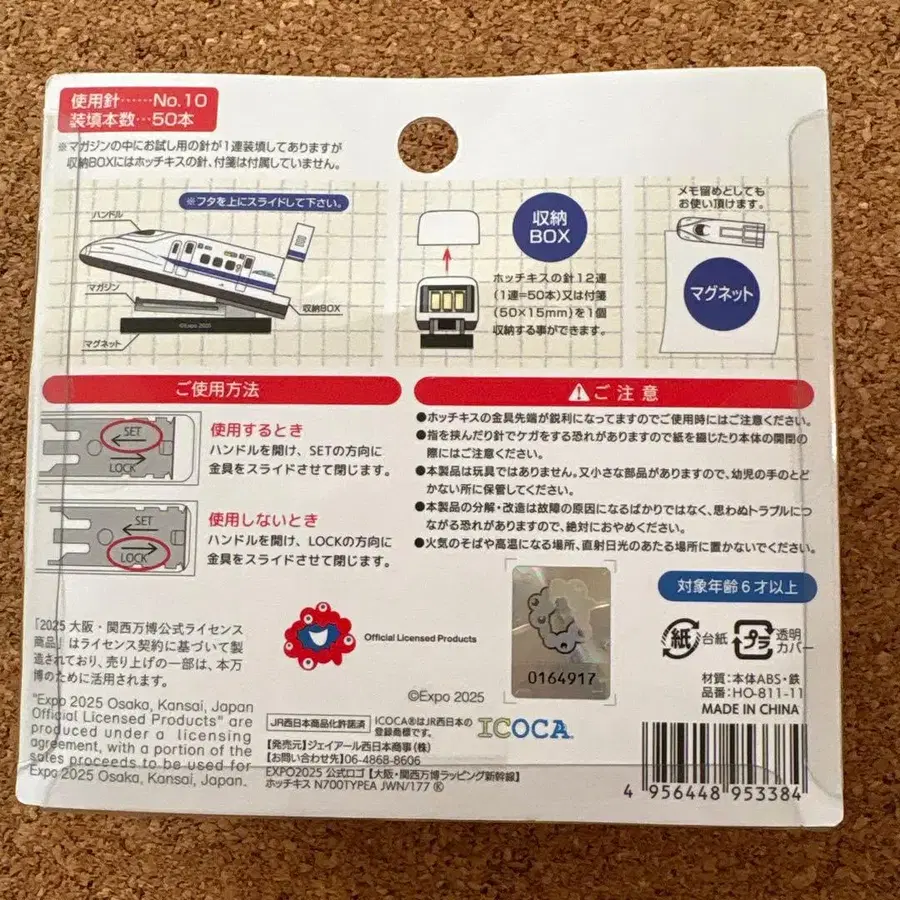 使用針……No.10
装填本数…50本
※マガジンの中にお試し用の針が1連装填してありますが
収納BOXにはホッチキスの針、付箋は付属していません。
※フタを上にスライドして下さい。
ハンドル
マガジン
マグネット
収納BOX
©Expo 2025
収納
BOX
ホッチキスの針12連
(1連=50本)又は付箋
(50×15mm)を1個
収納する事ができます。
メモ留めとしても
お使い頂けます。
マグネット
ご使用方法
SET
LOCK
使用するとき
ハンドルを開け、SETの方向に
金具をスライドさせて閉じます。
SET
LOCK
使用しないとき
ハンドルを開け、LOCKの方向に
金具をスライドさせて閉じます。
ご注意
●ホッチキスの金具先端が鋭利になってますのでご使用時にはご注意ください。
●指を挟んだり針でケガをする恐れがありますので紙を綴じたり本体の開閉の
際にはご注意ください。
●本製品は玩具ではありません。又小さな部品がありますので、幼児の手のとど
かない所に保管してください。
●本製品の分解・改造は故障の原因になるばかりではなく、思わぬトラブルにつ
ながる恐れがありますので、絶対におやめください。
●火気のそばや高温になる場所、直射日光のあたる場所に置かないでください。
対象年齢6才以上
「2025 大阪・関西万博公式ライセンス
商品」はライセンス契約に基づいて製
造されており、売り上げの一部は、本万
博のために活用されます。
"Expo 2025 Osaka, Kansai, Japan
Official Licensed Products" are
produced under a licensing
agreement, with a portion of the
sales proceeds to be used for
Expo 2025 Osaka, Kansai, Japan.
Official Licensed Products
©Expo 2025
0164917
紙 台紙
プラ 透明
カバー
材質:本体ABS・鉄
品番:HO-811-11
MADE IN CHINA
JR西日本商品化許諾済
ICOCA®はJR西日本の
登録商標です。
ICOCA
【発売元】ジェイアール西日本商事(株)
【お問い合わせ先】06-4868-8606
EXPO2025 公式ロゴ【大阪・関西万博ラッピング新幹線】
ホッチキス N700TYPEA JWN/177 Ⓚ
4 956448 953384